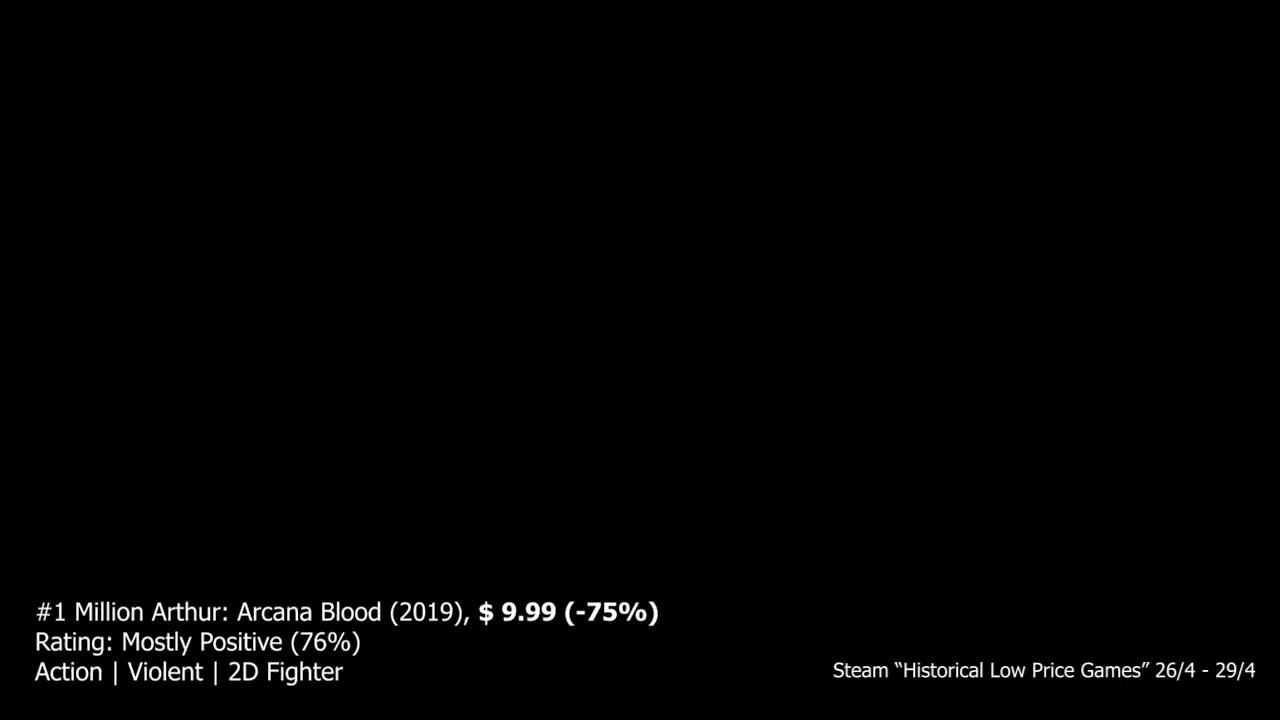 #1 Million Arthur: Arcana Blood (2019), $ 9.99 (-75%)
Rating: Mostly Positive (76%)
Action | Violent | 2D Fighter
Steam “Historical Low Price Games” 26/4 - 29/4